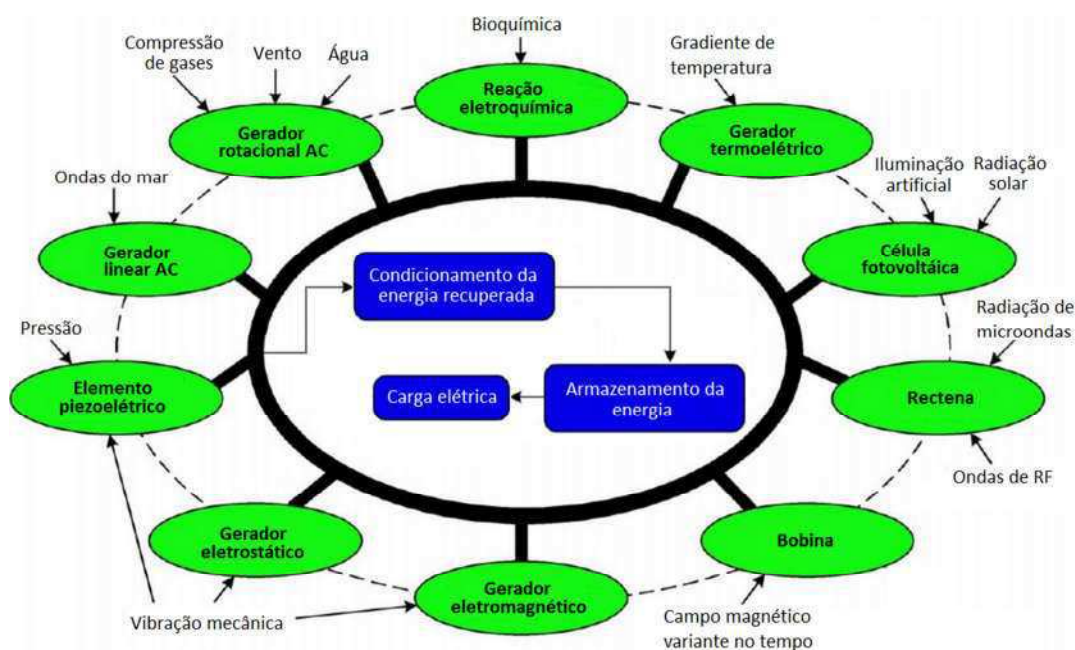 Bioquímica
Compressão
de gases
Vento
Água
Gradiente de
temperatura
Reação
eletroquímica
Gerador
rotacional AC
Gerador
termoelétrico
Iluminação
artificial
Radiação
solar
Ondas do mar
Gerador
linear AC
Célula
fotovoltáica
Condicionamento da
energia recuperada
Radiação de
microondas
Pressão
Elemento
piezoelétrico
Carga elétrica
Armazenamento da
energia
Rectena
Ondas de RF
Gerador
eletrostático
Bobina
Gerador
eletromagnético
Vibração mecânica
Campo magnético
variante no tempo